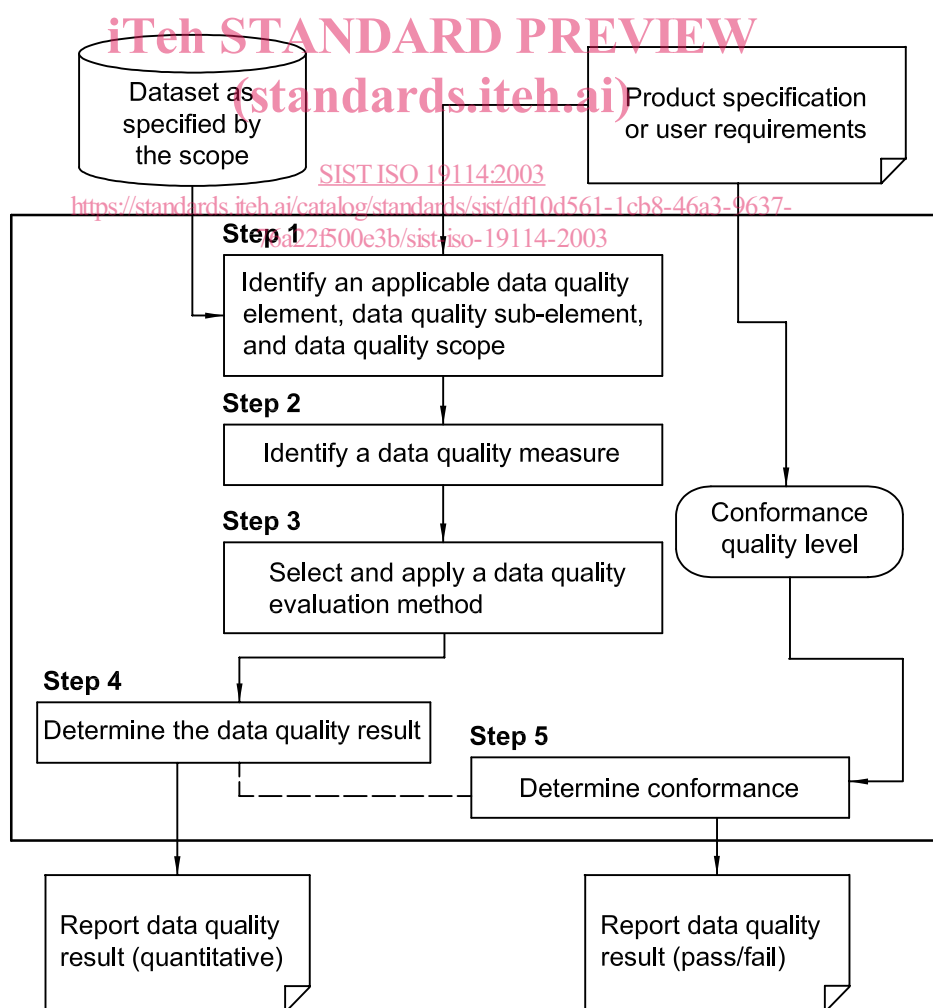 iTeh STANDARD PREVIEW
(standards.iteh.ai)
Dataset as
specified by
the scope
Product specification
or user requirements
SIST ISO 19114:2003
https://standards.iteh.ai/catalog/standards/sist/df10d561-1cb8-46a3-9637-
76a22f500e3b/sist-iso-19114-2003
Step 1
Identify an applicable data quality
element, data quality sub-element,
and data quality scope
Step 2
Identify a data quality measure
Step 3
Select and apply a data quality
evaluation method
Conformance
quality level
Step 4
Determine the data quality result
Step 5
Determine conformance
Report data quality
result (quantitative)
Report data quality
result (pass/fail)